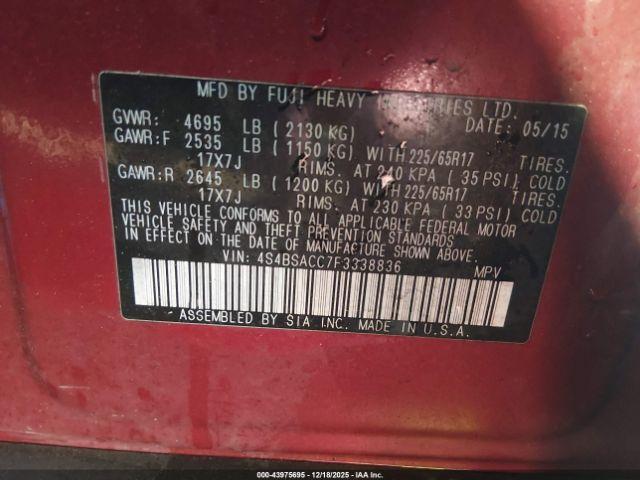 MFD BY FUJI HEAVY INDUSTRIES LTD.
GVWR: 4695 LB (2130 KG) DATE: 05/15
GAWR:F 2535 LB (1150 KG) WITH 225/65R17 TIRES.
17X7J RIMS. AT 240 KPA (35 PSI) COLD
GAWR:R 2645 LB (1200 KG) WITH 225/65R17 TIRES.
17X7J RIMS. AT 230 KPA (33 PSI) COLD
THIS VEHICLE CONFORMS TO ALL APPLICABLE FEDERAL MOTOR
VEHICLE SAFETY AND THEFT PREVENTION STANDARDS
IN EFFECT ON THE DATE OF MANUFACTURE SHOWN ABOVE.
VIN: 4S4BSACC7F3338836 MPV
ASSEMBLED BY SIA INC. MADE IN U.S.A.
000-43975695 - 12/18/2025 - IAA Inc.